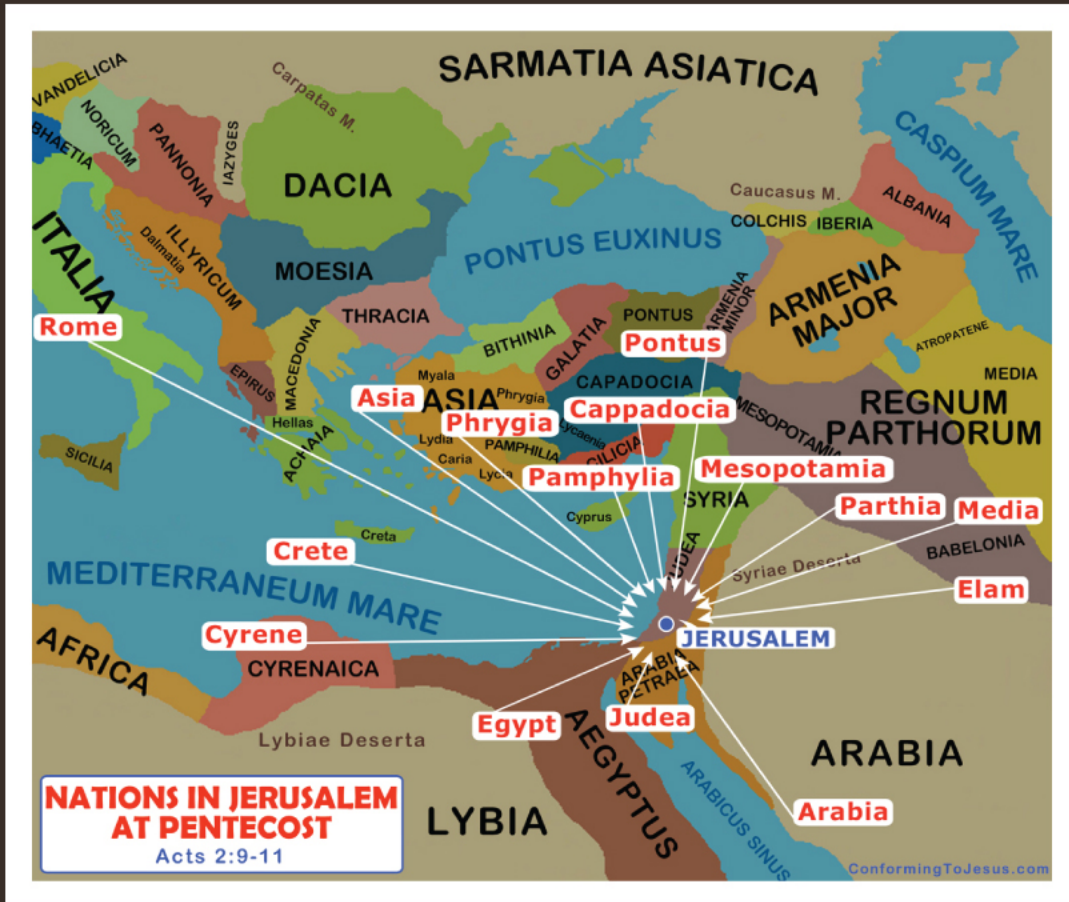 SARMATIA ASIATICA
VANDELICIA
NORICUM
BHAETIA
PANNONIA
IAZYGES
Carpatas M.
DACIA
CASPIUM MARE
Caucasus M.
COLCHIS
IBERIA
ALBANIA
ITALIA
ILLYRICUM
Dalmatia
MOESIA
PONTUS EUXINUS
ARMENIA
MINOR
ARMENIA
MAJOR
ATROPATENE
MEDIA
Rome
THRACIA
MACEDONIA
EPIRUS
BITHINIA
GALATIA
PONTUS
Pontus
Myala
ASIA
Phrygia
CAPADOCIA
MESOPOTAMIA
REGNUM
PARTHORUM
Asia
Phrygia
Cappadocia
Hellas
ACHAIA
Lydia
Caria
Lycia
PAMPHILIA
Lycaenia
CILICIA
SICILIA
Pamphylia
Mesopotamia
SYRIA
Parthia
Media
Cyprus
Creta
Crete
JUDEA
Syriae Deserta
BABELONIA
Elam
MEDITERRANEUM MARE
AFRICA
Cyrene
CYRENAICA
JERUSALEM
ARABIA
PETRAEA
Egypt
Judea
Lybiae Deserta
AEGYPTUS
ARABIA
Arabia
LYBIA
ARABICUS SINUS
NATIONS IN JERUSALEM
AT PENTECOST
Acts 2:9-11
ConformingToJesus.com